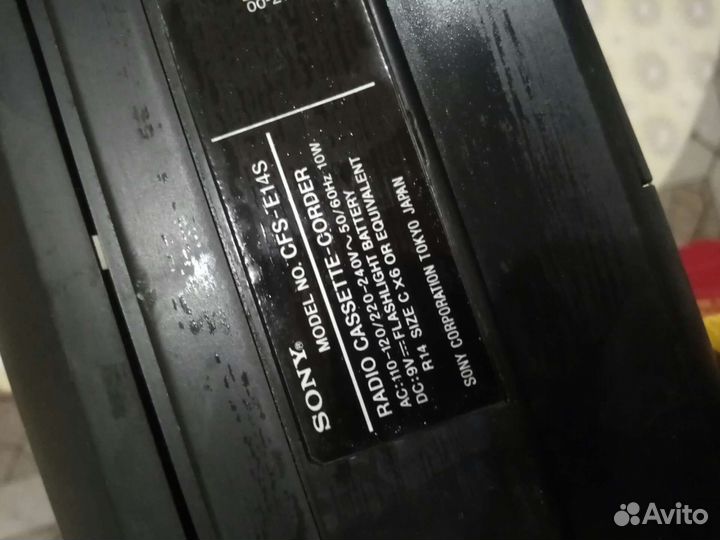 SONY®
MODEL NO. CFS-E14S
RADIO CASSETTE-CORDER
AC:110-120/220-240V~50/60Hz 10W
DC:9V⎓FLASHLIGHT BATTERY
R14 SIZE C X6 OR EQUIVALENT
SONY CORPORATION TOKYO JAPAN
Avito